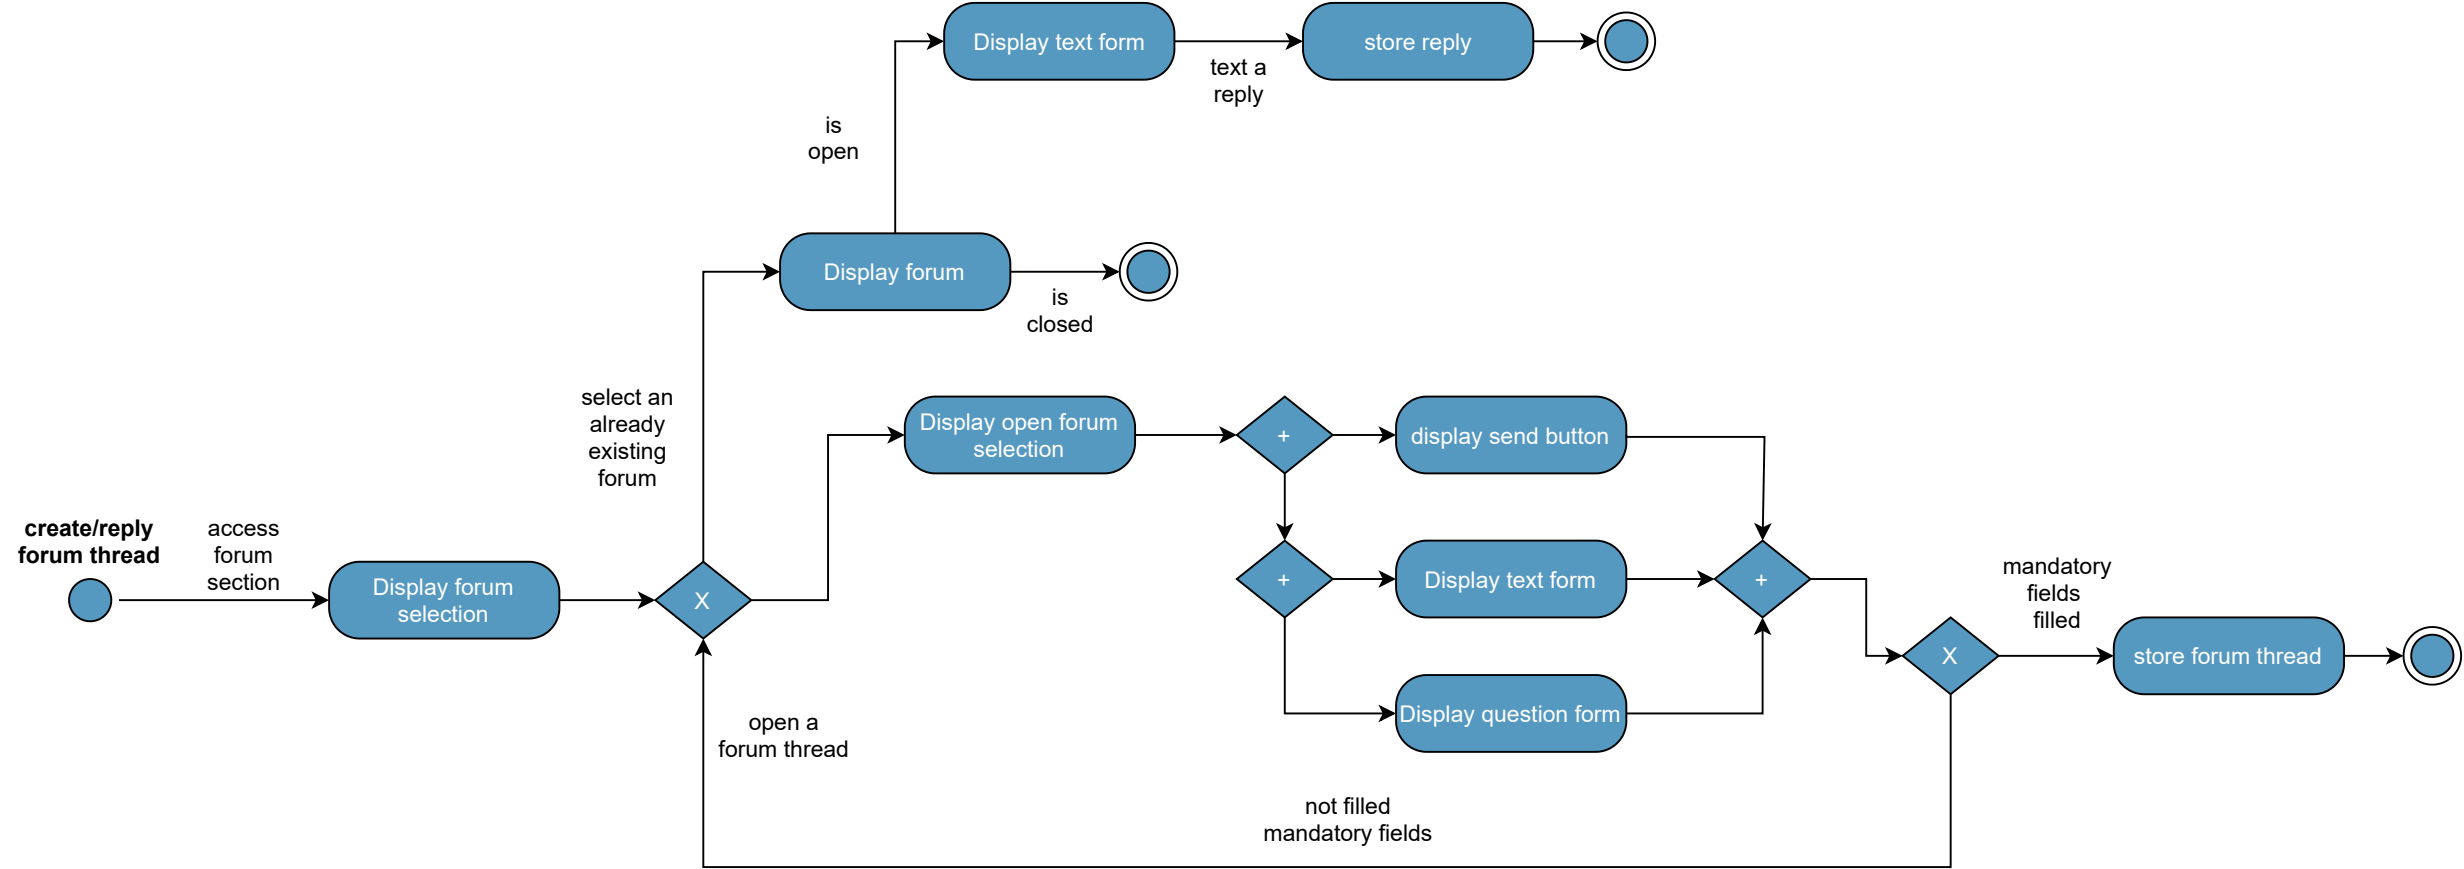 Display text form
store reply
text a
reply
is
open
Display forum
is
closed
select an
already
existing
forum
Display open forum
selection
+
display send button
create/reply
forum thread
access
forum
section
Display forum
selection
X
+
Display text form
+
mandatory
fields
filled
X
store forum thread
Display question form
open a
forum thread
not filled
mandatory fields